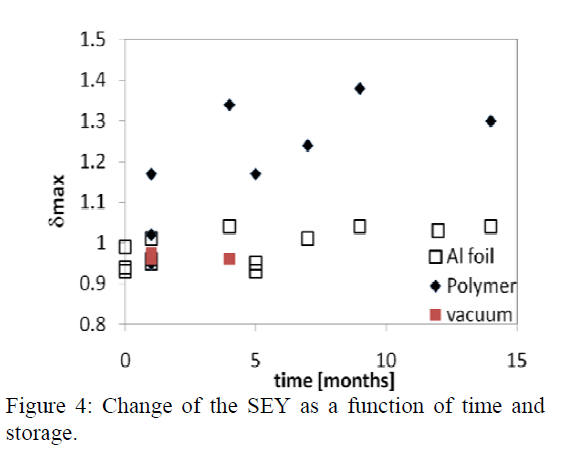 1.5
1.4
1.3
1.2
1.1
1
0.9
0.8
δmax
0 5 10 15
time [months]
Al foil
Polymer
vacuum
Figure 4: Change of the SEY as a function of time and
storage.